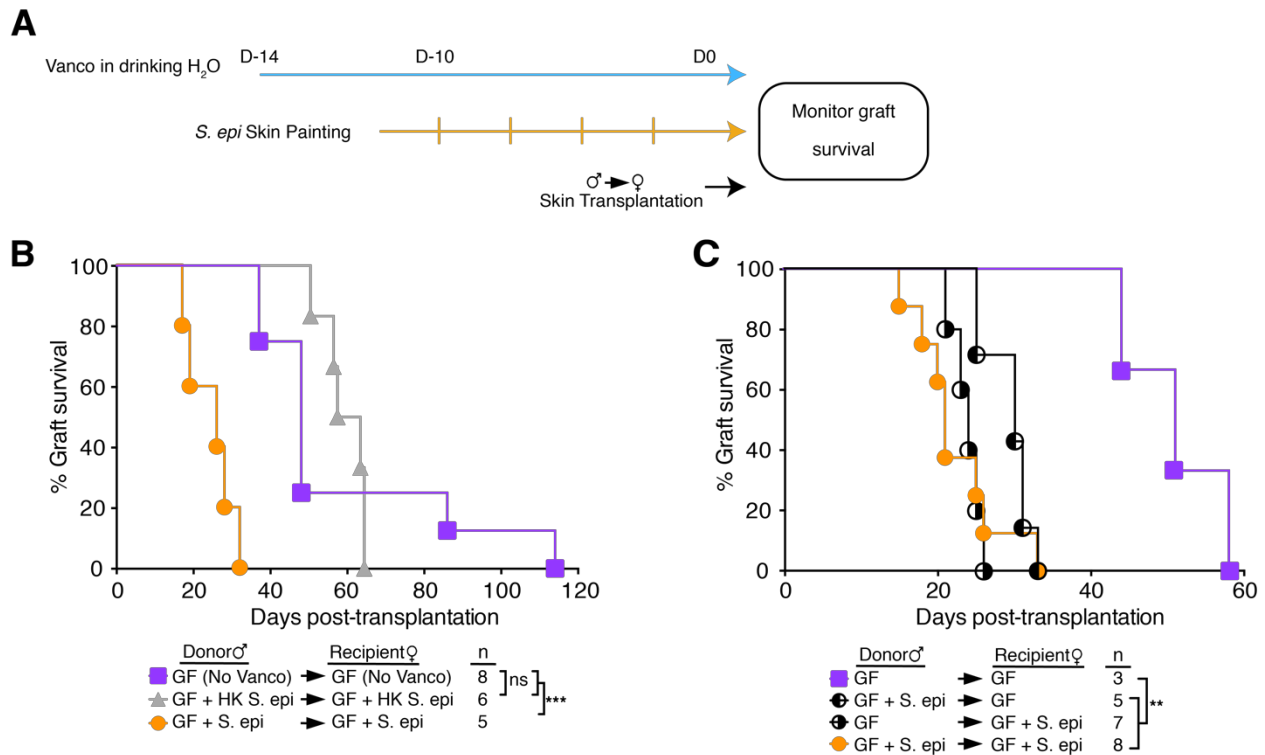 A
Vanco in drinking H₂O D-14 D-10 D0
S. epi Skin Painting
Monitor graft
survival
♂ ➔ ♀
Skin Transplantation
B
% Graft survival
100
80
60
40
20
0
0 20 40 60 80 100 120
Days post-transplantation
Donor♂ Recipient♀ n
GF (No Vanco) ➔ GF (No Vanco) 8
GF + HK S. epi ➔ GF + HK S. epi 6
GF + S. epi ➔ GF + S. epi 5
ns
***
C
% Graft survival
100
80
60
40
20
0
0 20 40 60
Days post-transplantation
Donor♂ Recipient♀ n
GF ➔ GF 3
GF + S. epi ➔ GF 5
GF ➔ GF + S. epi 7
GF + S. epi ➔ GF + S. epi 8
**